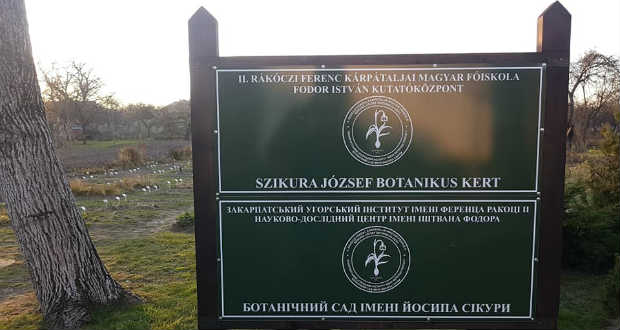 II. RÁKÓCZI FERENC KÁRPÁTALJAI MAGYAR FŐISKOLA
FODOR ISTVÁN KUTATÓKÖZPONT
SZIKURA JÓZSEF BOTANIKUS KERT
ЗАКАРПАТСЬКИЙ УГОРСЬКИЙ ІНСТИТУТ ІМЕНІ ФЕРЕНЦА РАКОЦІ ІІ
НАУКОВО-ДОСЛІДНИЙ ЦЕНТР ІМЕНІ ІШТВАНА ФОДОРА
БОТАНІЧНИЙ САД ІМЕНІ ЙОСИПА СІКУРИ